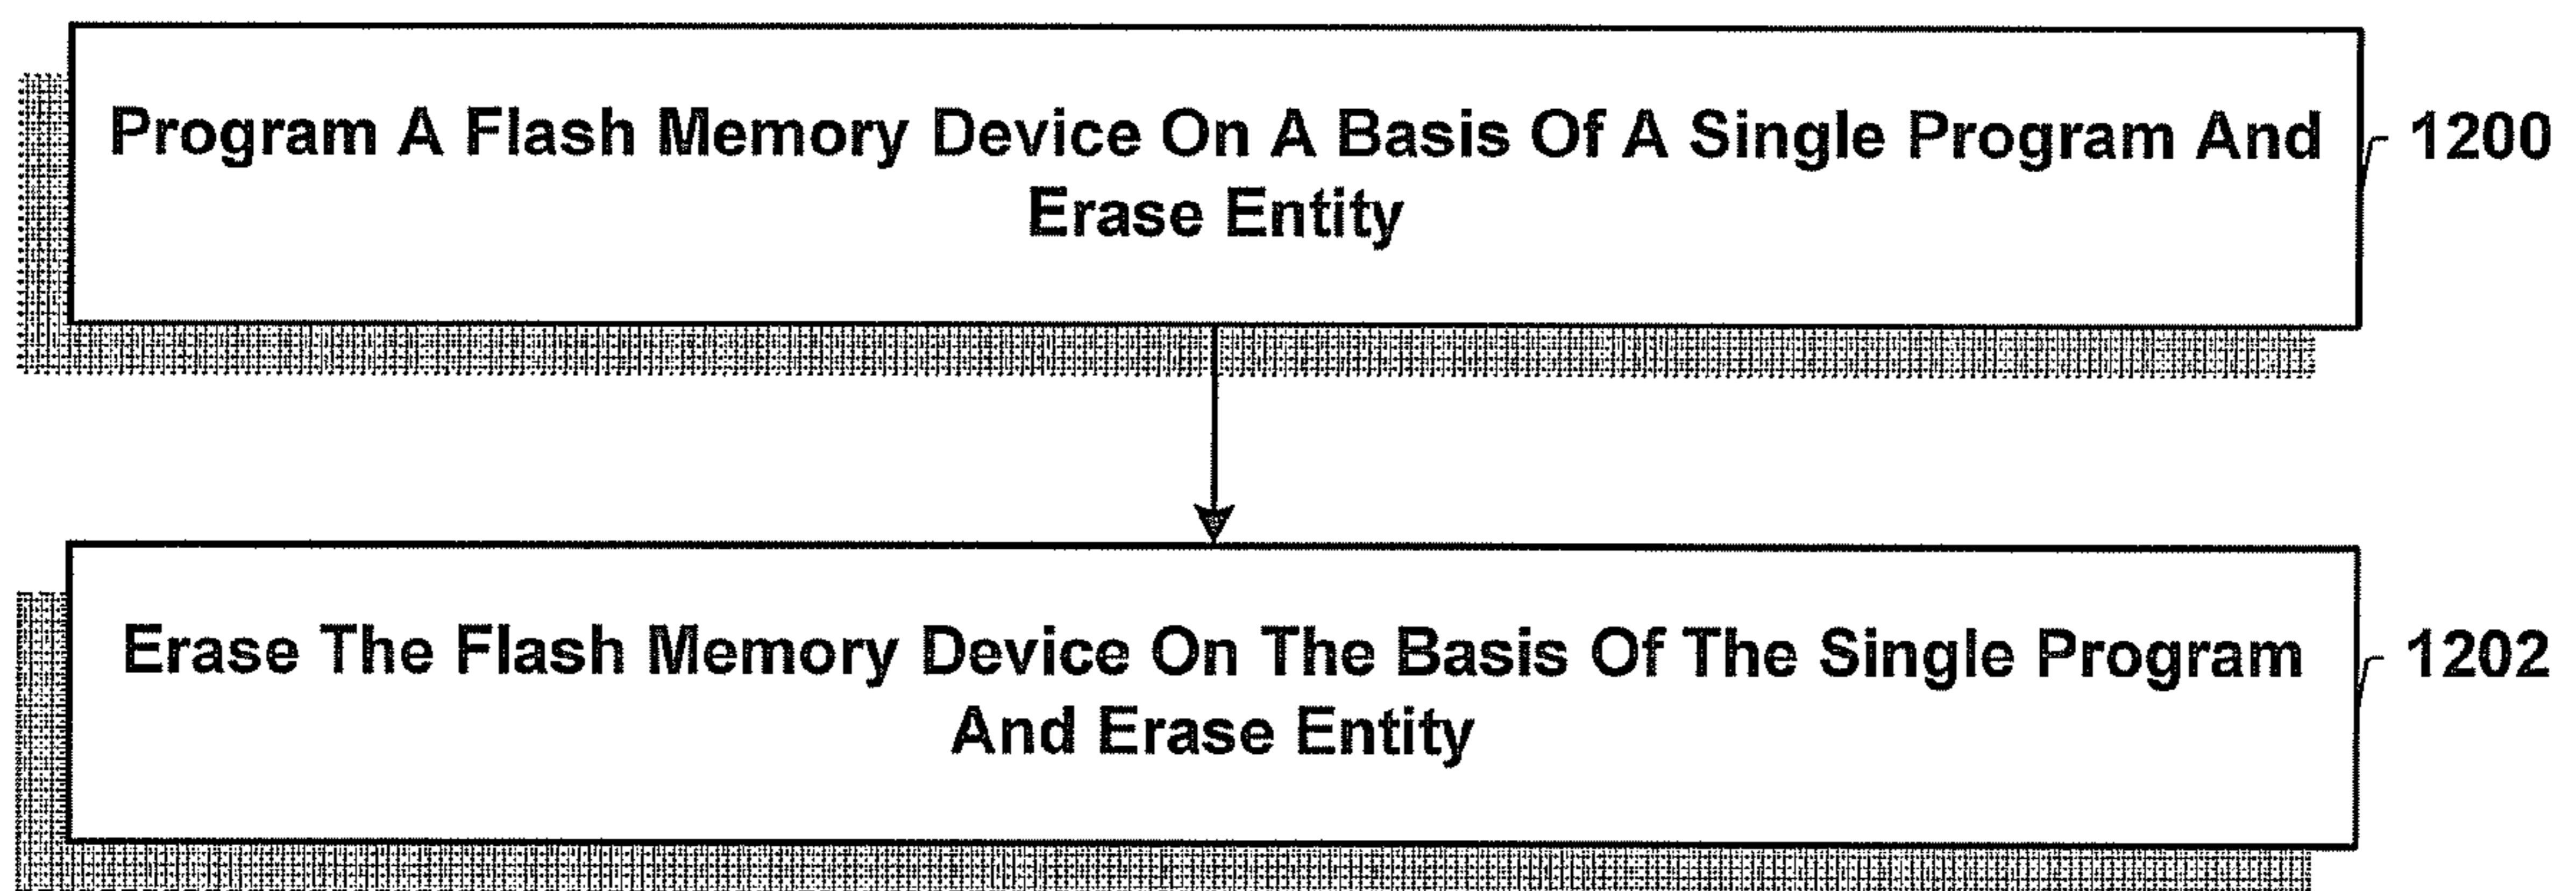 Program A Flash Memory Device On A Basis Of A Single Program And
Erase Entity
1200
Erase The Flash Memory Device On The Basis Of The Single Program
And Erase Entity
1202